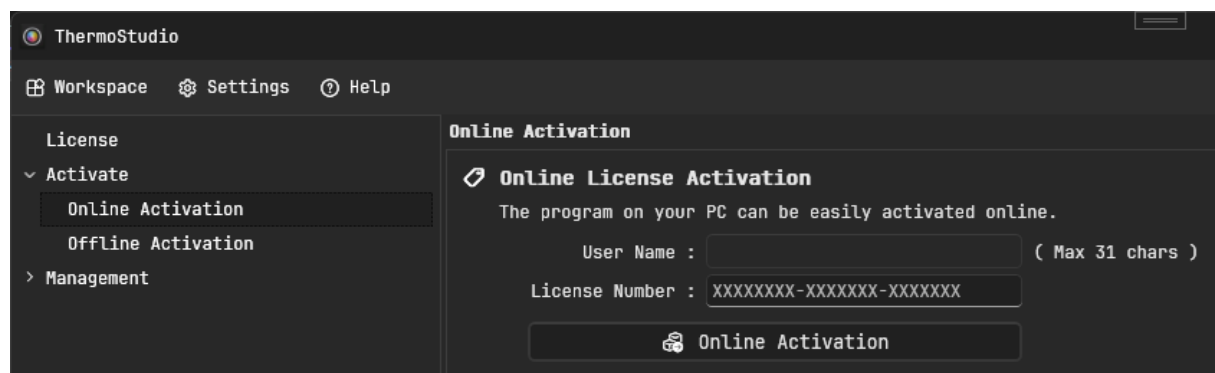 ThermoStudio
Workspace Settings Help
License
Activate
Online Activation
Offline Activation
Management
Online Activation
Online License Activation
The program on your PC can be easily activated online.
User Name : ( Max 31 chars )
License Number : XXXXXXXX-XXXXXXX-XXXXXXX
Online Activation